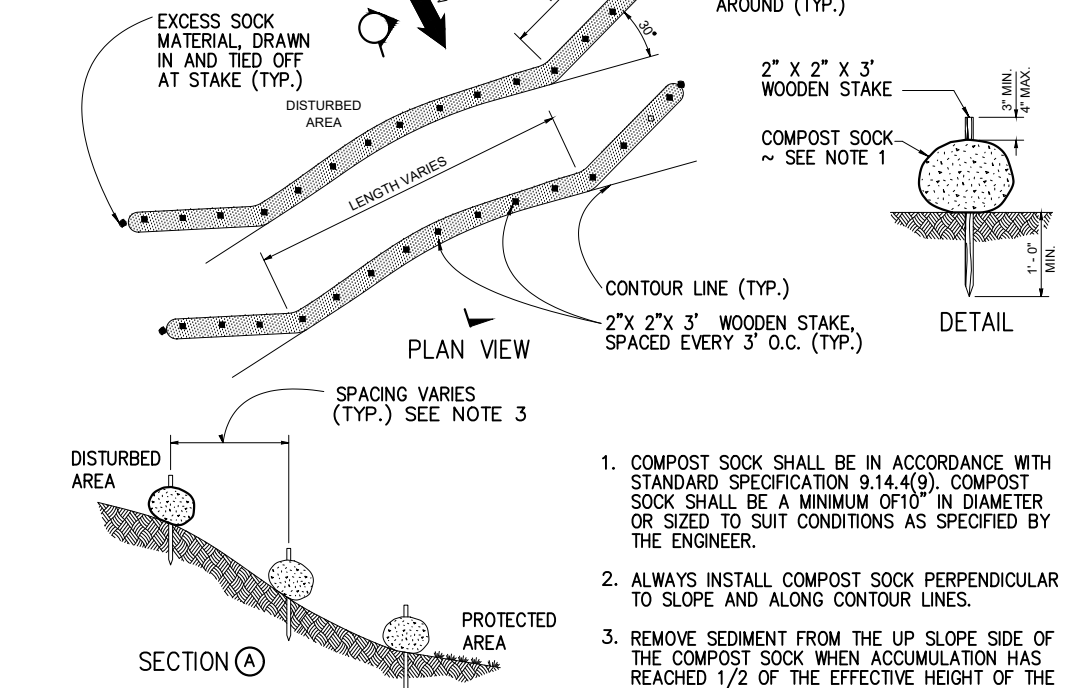 AROUND (TYP.)
EXCESS SOCK
MATERIAL, DRAWN
IN AND TIED OFF
AT STAKE (TYP.)
30°
DISTURBED
AREA
LENGTH VARIES
2" X 2" X 3'
WOODEN STAKE
3" MIN.
4" MAX.
COMPOST SOCK
~ SEE NOTE 1
1' - 0"
MIN.
DETAIL
CONTOUR LINE (TYP.)
2"X 2"X 3' WOODEN STAKE,
SPACED EVERY 3' O.C. (TYP.)
PLAN VIEW
SPACING VARIES
(TYP.) SEE NOTE 3
DISTURBED
AREA
PROTECTED
AREA
SECTION A
1. COMPOST SOCK SHALL BE IN ACCORDANCE WITH
STANDARD SPECIFICATION 9.14.4(9). COMPOST
SOCK SHALL BE A MINIMUM OF10" IN DIAMETER
OR SIZED TO SUIT CONDITIONS AS SPECIFIED BY
THE ENGINEER.
2. ALWAYS INSTALL COMPOST SOCK PERPENDICULAR
TO SLOPE AND ALONG CONTOUR LINES.
3. REMOVE SEDIMENT FROM THE UP SLOPE SIDE OF
THE COMPOST SOCK WHEN ACCUMULATION HAS
REACHED 1/2 OF THE EFFECTIVE HEIGHT OF THE